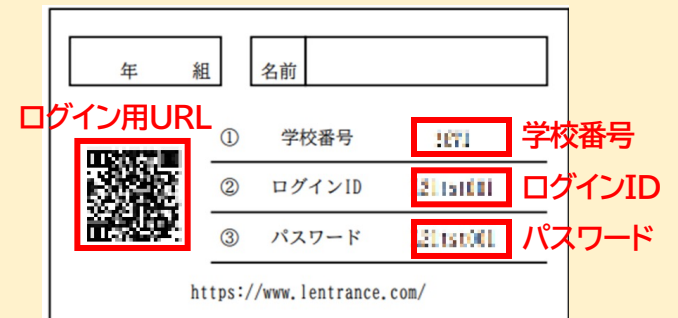 年 組 名前
ログイン用URL
① 学校番号 学校番号
② ログインID ログインID
③ パスワード パスワード
https://www.lentrance.com/